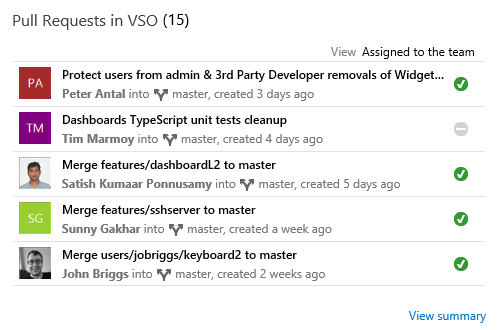 Pull Requests in VSO (15)
View Assigned to the team
PA
Protect users from admin & 3rd Party Developer removals of Widget...
Peter Antal into master, created 3 days ago
TM
Dashboards TypeScript unit tests cleanup
Tim Marmoy into master, created 4 days ago
Merge features/dashboardL2 to master
Satish Kumaar Ponnusamy into master, created 5 days ago
SG
Merge features/sshserver to master
Sunny Gakhar into master, created a week ago
Merge users/jobriggs/keyboard2 to master
John Briggs into master, created 2 weeks ago
View summary